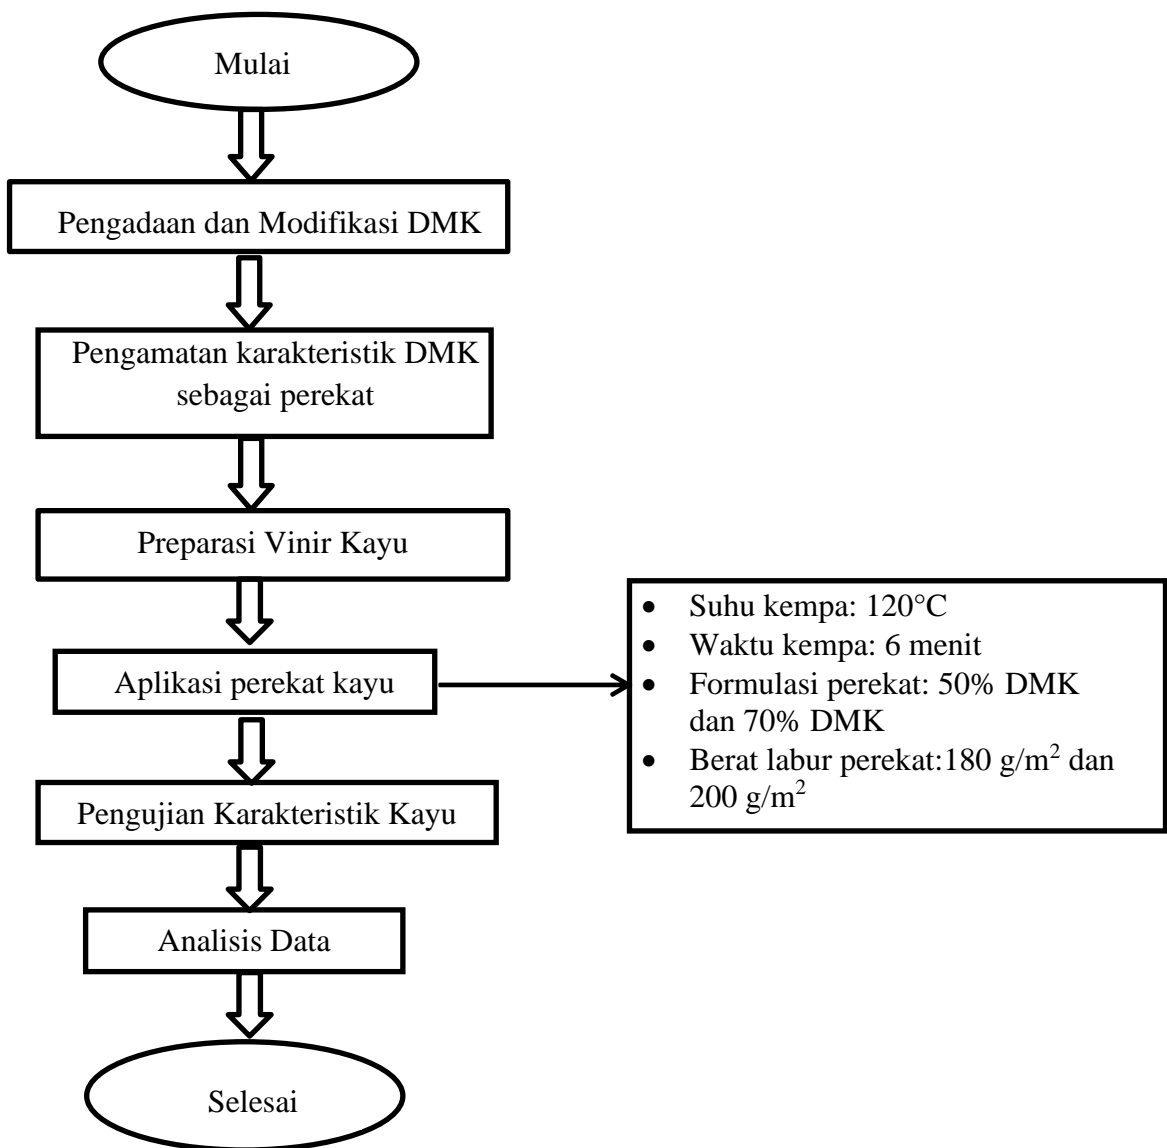 Mulai
Pengadaan dan Modifikasi DMK
Pengamatan karakteristik DMK
sebagai perekat
Preparasi Vinir Kayu
Aplikasi perekat kayu
• Suhu kempa: 120°C
• Waktu kempa: 6 menit
• Formulasi perekat: 50% DMK
dan 70% DMK
• Berat labur perekat:180 g/m² dan
200 g/m²
Pengujian Karakteristik Kayu
Analisis Data
Selesai